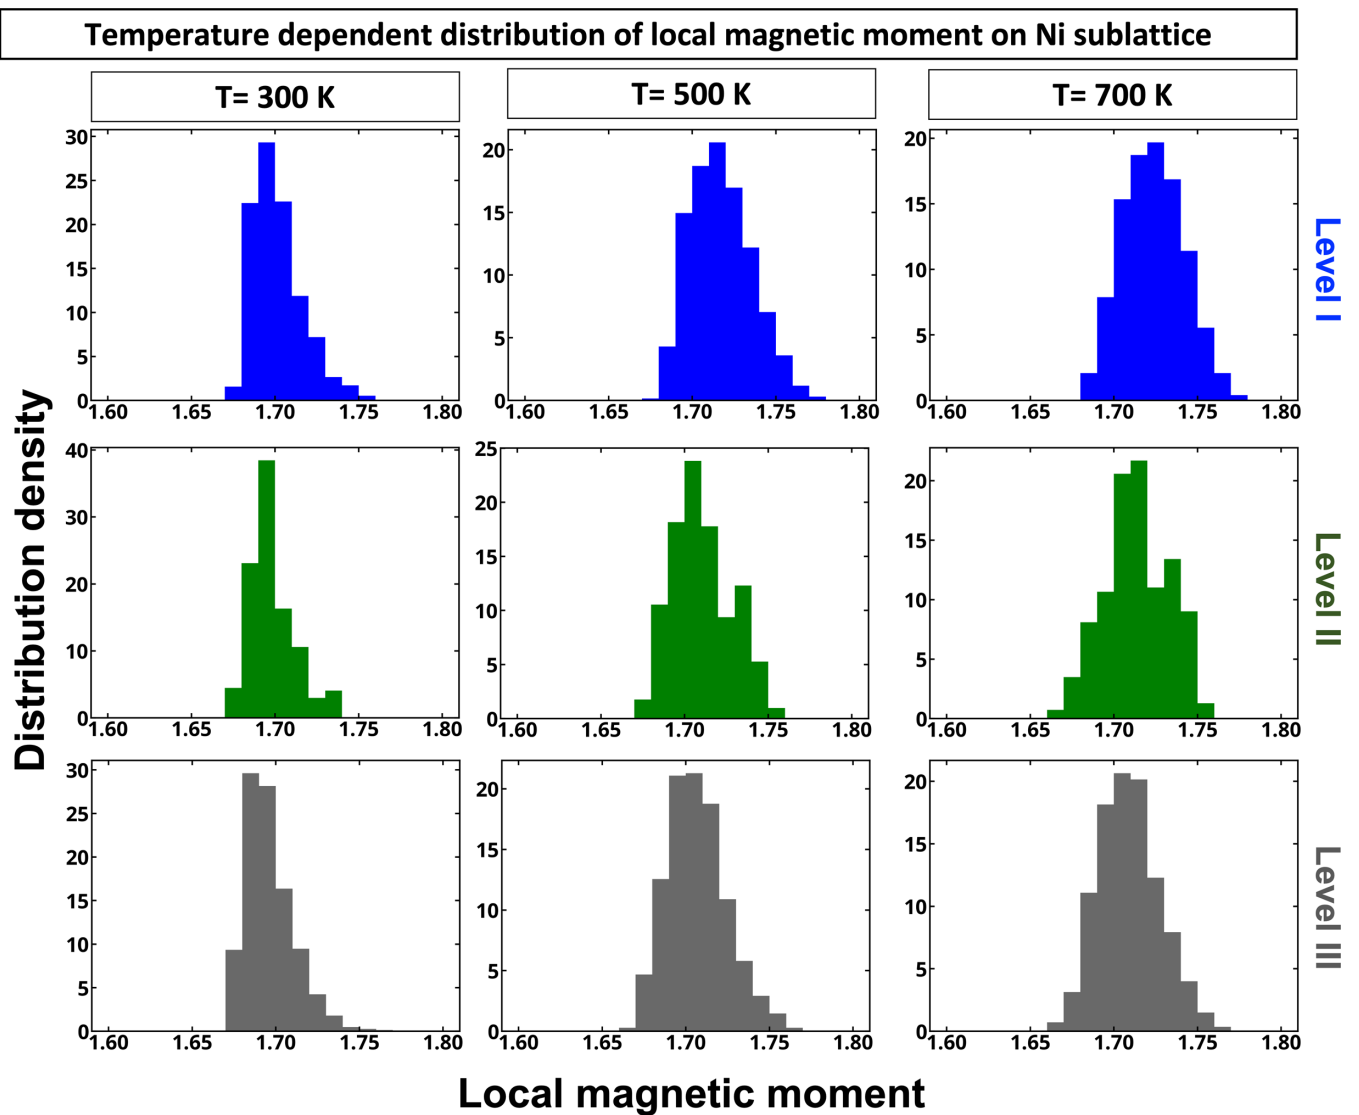 Temperature dependent distribution of local magnetic moment on Ni sublattice
T= 300 K
T= 500 K
T= 700 K
30
25
20
15
10
5
0
1.60 1.65 1.70 1.75 1.80
20
15
10
5
0
1.60 1.65 1.70 1.75 1.80
20
15
10
5
0
1.60 1.65 1.70 1.75 1.80
Level I
40
30
20
10
0
1.60 1.65 1.70 1.75 1.80
25
20
15
10
5
0
1.60 1.65 1.70 1.75 1.80
20
15
10
5
0
1.60 1.65 1.70 1.75 1.80
Level II
30
25
20
15
10
5
0
1.60 1.65 1.70 1.75 1.80
20
15
10
5
0
1.60 1.65 1.70 1.75 1.80
20
15
10
5
0
1.60 1.65 1.70 1.75 1.80
Level III
Distribution density
Local magnetic moment